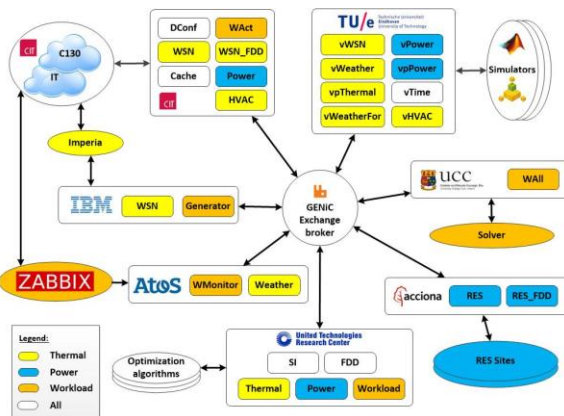 CIT
C130
IT
DConf
WAct
WSN
WSN_FDD
Cache
Power
CIT
HVAC
TU/e
Technische Universiteit
Eindhoven
University of Technology
vWSN
vPower
vWeather
vpPower
vpThermal
vTime
vWeatherFor
vHVAC
Simulators
Imperia
IBM
WSN
Generator
GENiC
Exchange
broker
UCC
WAll
Solver
ZABBIX
Atos
WMonitor
Weather
acciona
RES
RES_FDD
RES Sites
United Technologies
Research Center
SI
FDD
Thermal
Power
Workload
Optimization
algorithms
Legend:
Thermal
Power
Workload
All